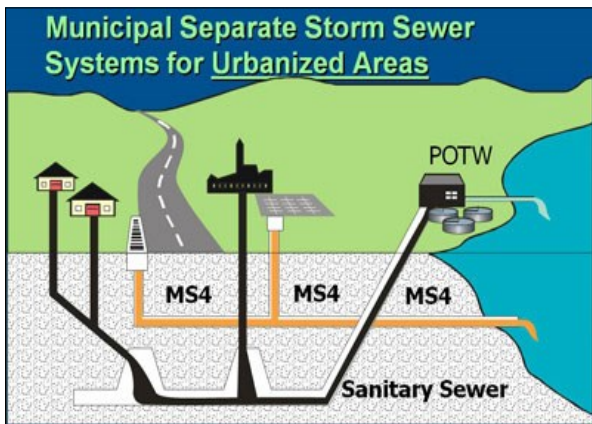 Municipal Separate Storm Sewer
Systems for Urbanized Areas
POTW
MS4 MS4 MS4
Sanitary Sewer